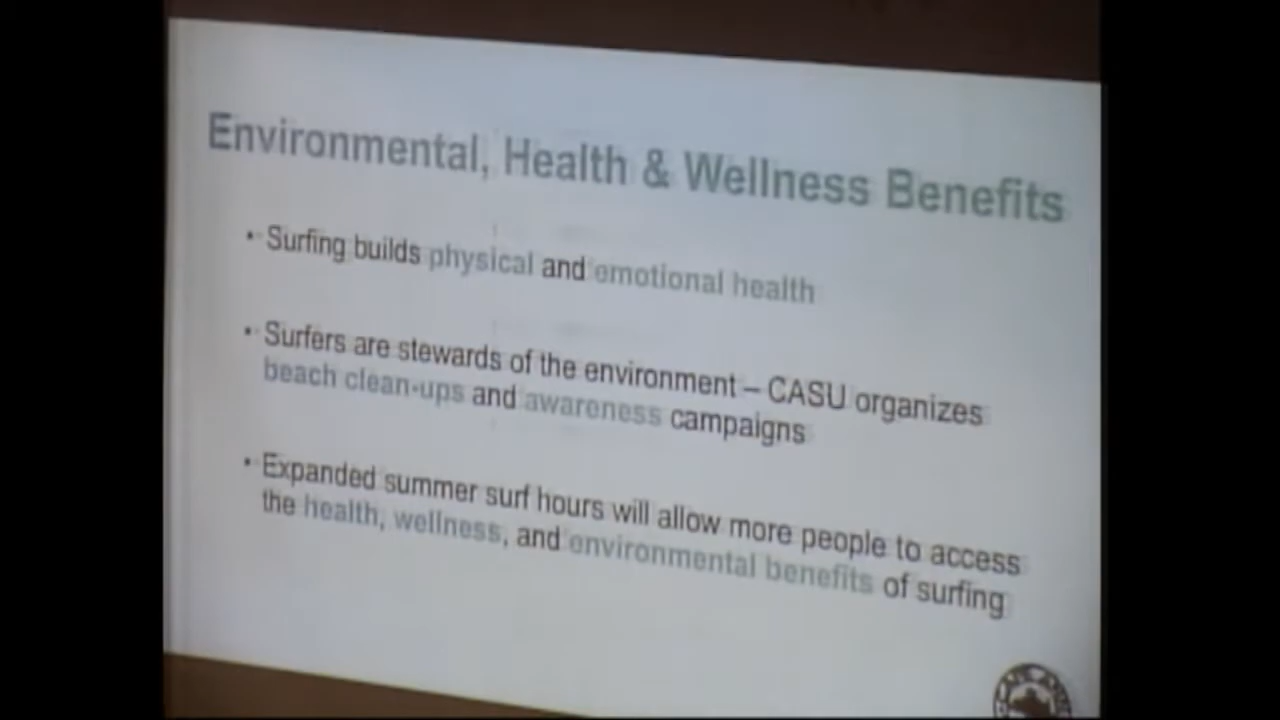 Environmental, Health & Wellness Benefits
• Surfing builds physical and emotional health
• Surfers are stewards of the environment – CASU organizes
beach clean-ups and awareness campaigns
• Expanded summer surf hours will allow more people to access
the health, wellness, and environmental benefits of surfing